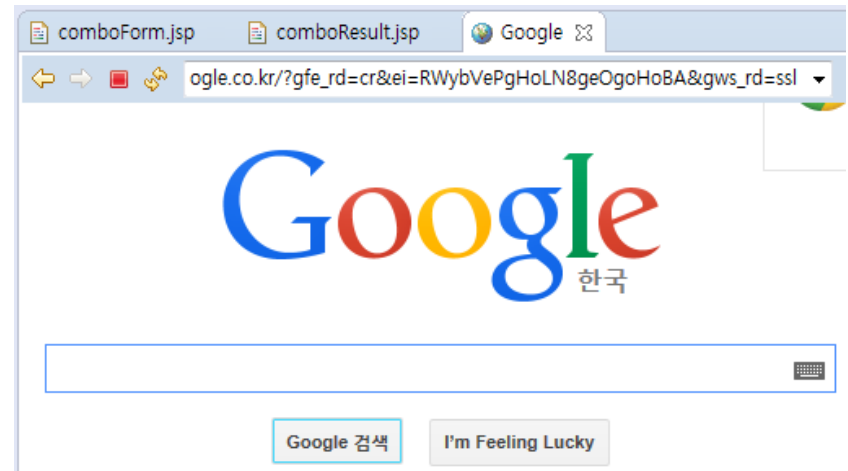 comboForm.jsp comboResult.jsp Google
ogle.co.kr/?gfe_rd=cr&ei=RWybVePgHoLN8geOgoHoBA&gws_rd=ssl
Google
한국
Google 검색 I'm Feeling Lucky